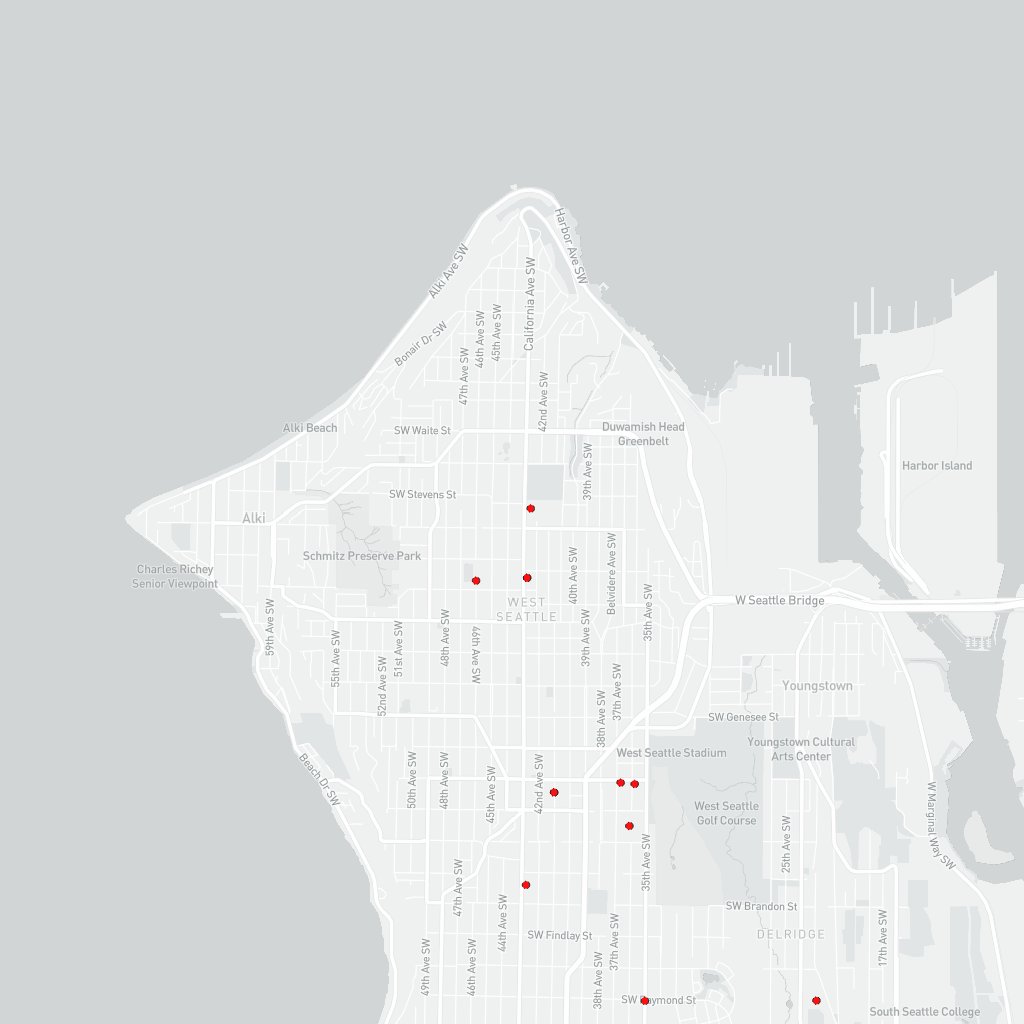 Harbor Ave SW
Alki Ave SW
California Ave SW
45th Ave SW
46th Ave SW
Bonair Dr SW
47th Ave SW
42nd Ave SW
Alki Beach
SW Waite St
Duwamish Head
Greenbelt
39th Ave SW
Harbor Island
SW Stevens St
Alki
Schmitz Preserve Park
Charles Richey
Senior Viewpoint
40th Ave SW
Belvidere Ave SW
WEST
SEATTLE
35th Ave SW
W Seattle Bridge
59th Ave SW
55th Ave SW
51st Ave SW
48th Ave SW
46th Ave SW
39th Ave SW
52nd Ave SW
38th Ave SW
37th Ave SW
Youngstown
SW Genesee St
West Seattle Stadium
Youngstown Cultural
Arts Center
Beach Dr SW
50th Ave SW
48th Ave SW
45th Ave SW
42nd Ave SW
West Seattle
Golf Course
W Marginal Way SW
25th Ave SW
35th Ave SW
47th Ave SW
44th Ave SW
SW Brandon St
DELRIDGE
SW Findlay St
37th Ave SW
17th Ave SW
49th Ave SW
46th Ave SW
38th Ave SW
SW Raymond St
South Seattle College